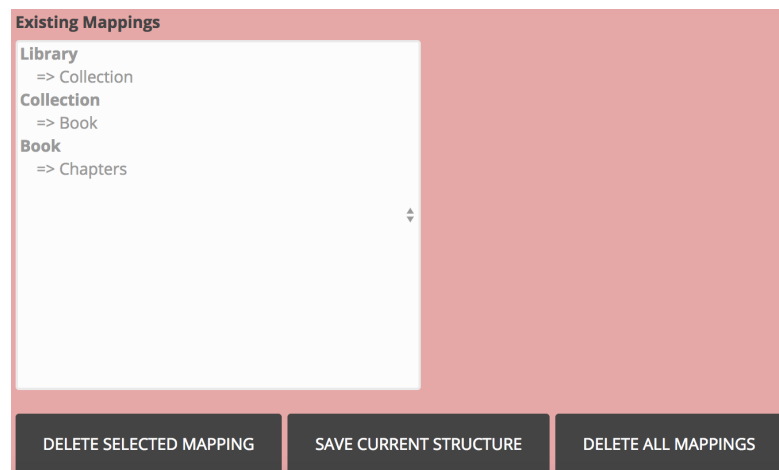 Existing Mappings
Library
=> Collection
Collection
=> Book
Book
=> Chapters
DELETE SELECTED MAPPING
SAVE CURRENT STRUCTURE
DELETE ALL MAPPINGS